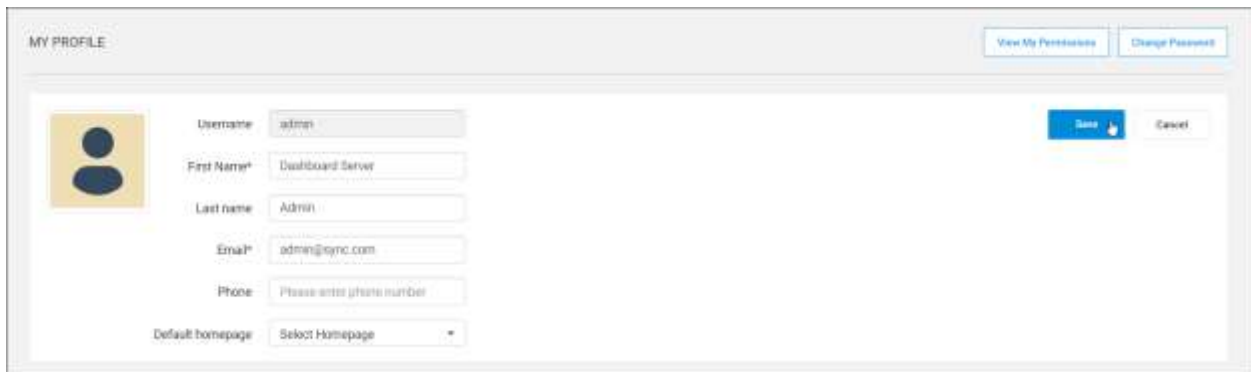 MY PROFILE
View My Permissions
Change Password
Username
admin
Save
Cancel
First Name*
Dashboard Server
Last name
Admin
Email*
admin@sync.com
Phone
Please enter phone number
Default homepage
Select Homepage